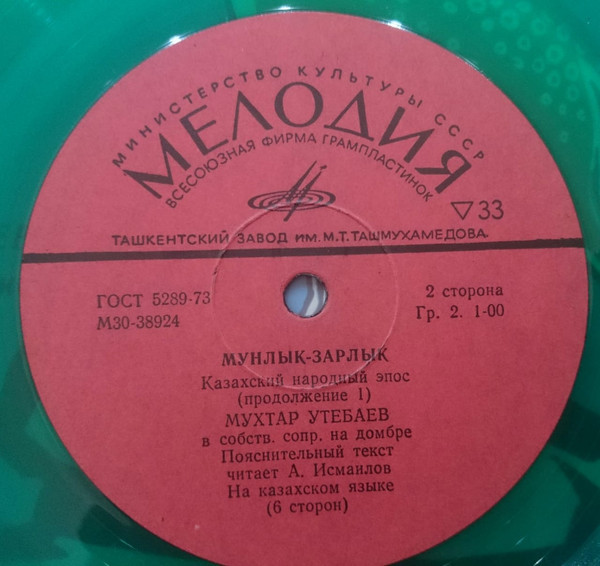 МИНИСТЕРСТВО КУЛЬТУРЫ СССР
МЕЛОДИЯ
ВСЕСОЮЗНАЯ ФИРМА ГРАМПЛАСТИНОК
▽33
ТАШКЕНТСКИЙ ЗАВОД ИМ. М.Т. ТАШМУХАМЕДОВА.
ГОСТ 5289-73
М30-38924
2 сторона
Гр. 2. 1-00
МУНЛЫК-ЗАРЛЫК
Казахский народный эпос
(продолжение 1)
МУХТАР УТЕБАЕВ
в собств. сопр. на домбре
Пояснительный текст
читает А. Исмаилов
На казахском языке
(6 сторон)